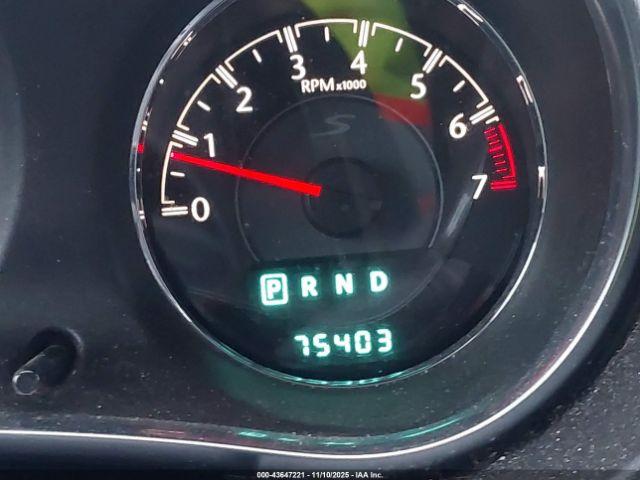 0 1 2 3 4 5 6 7
RPM x1000
S
P R N D
75403
000-43647221 - 11/10/2025 - IAA Inc.